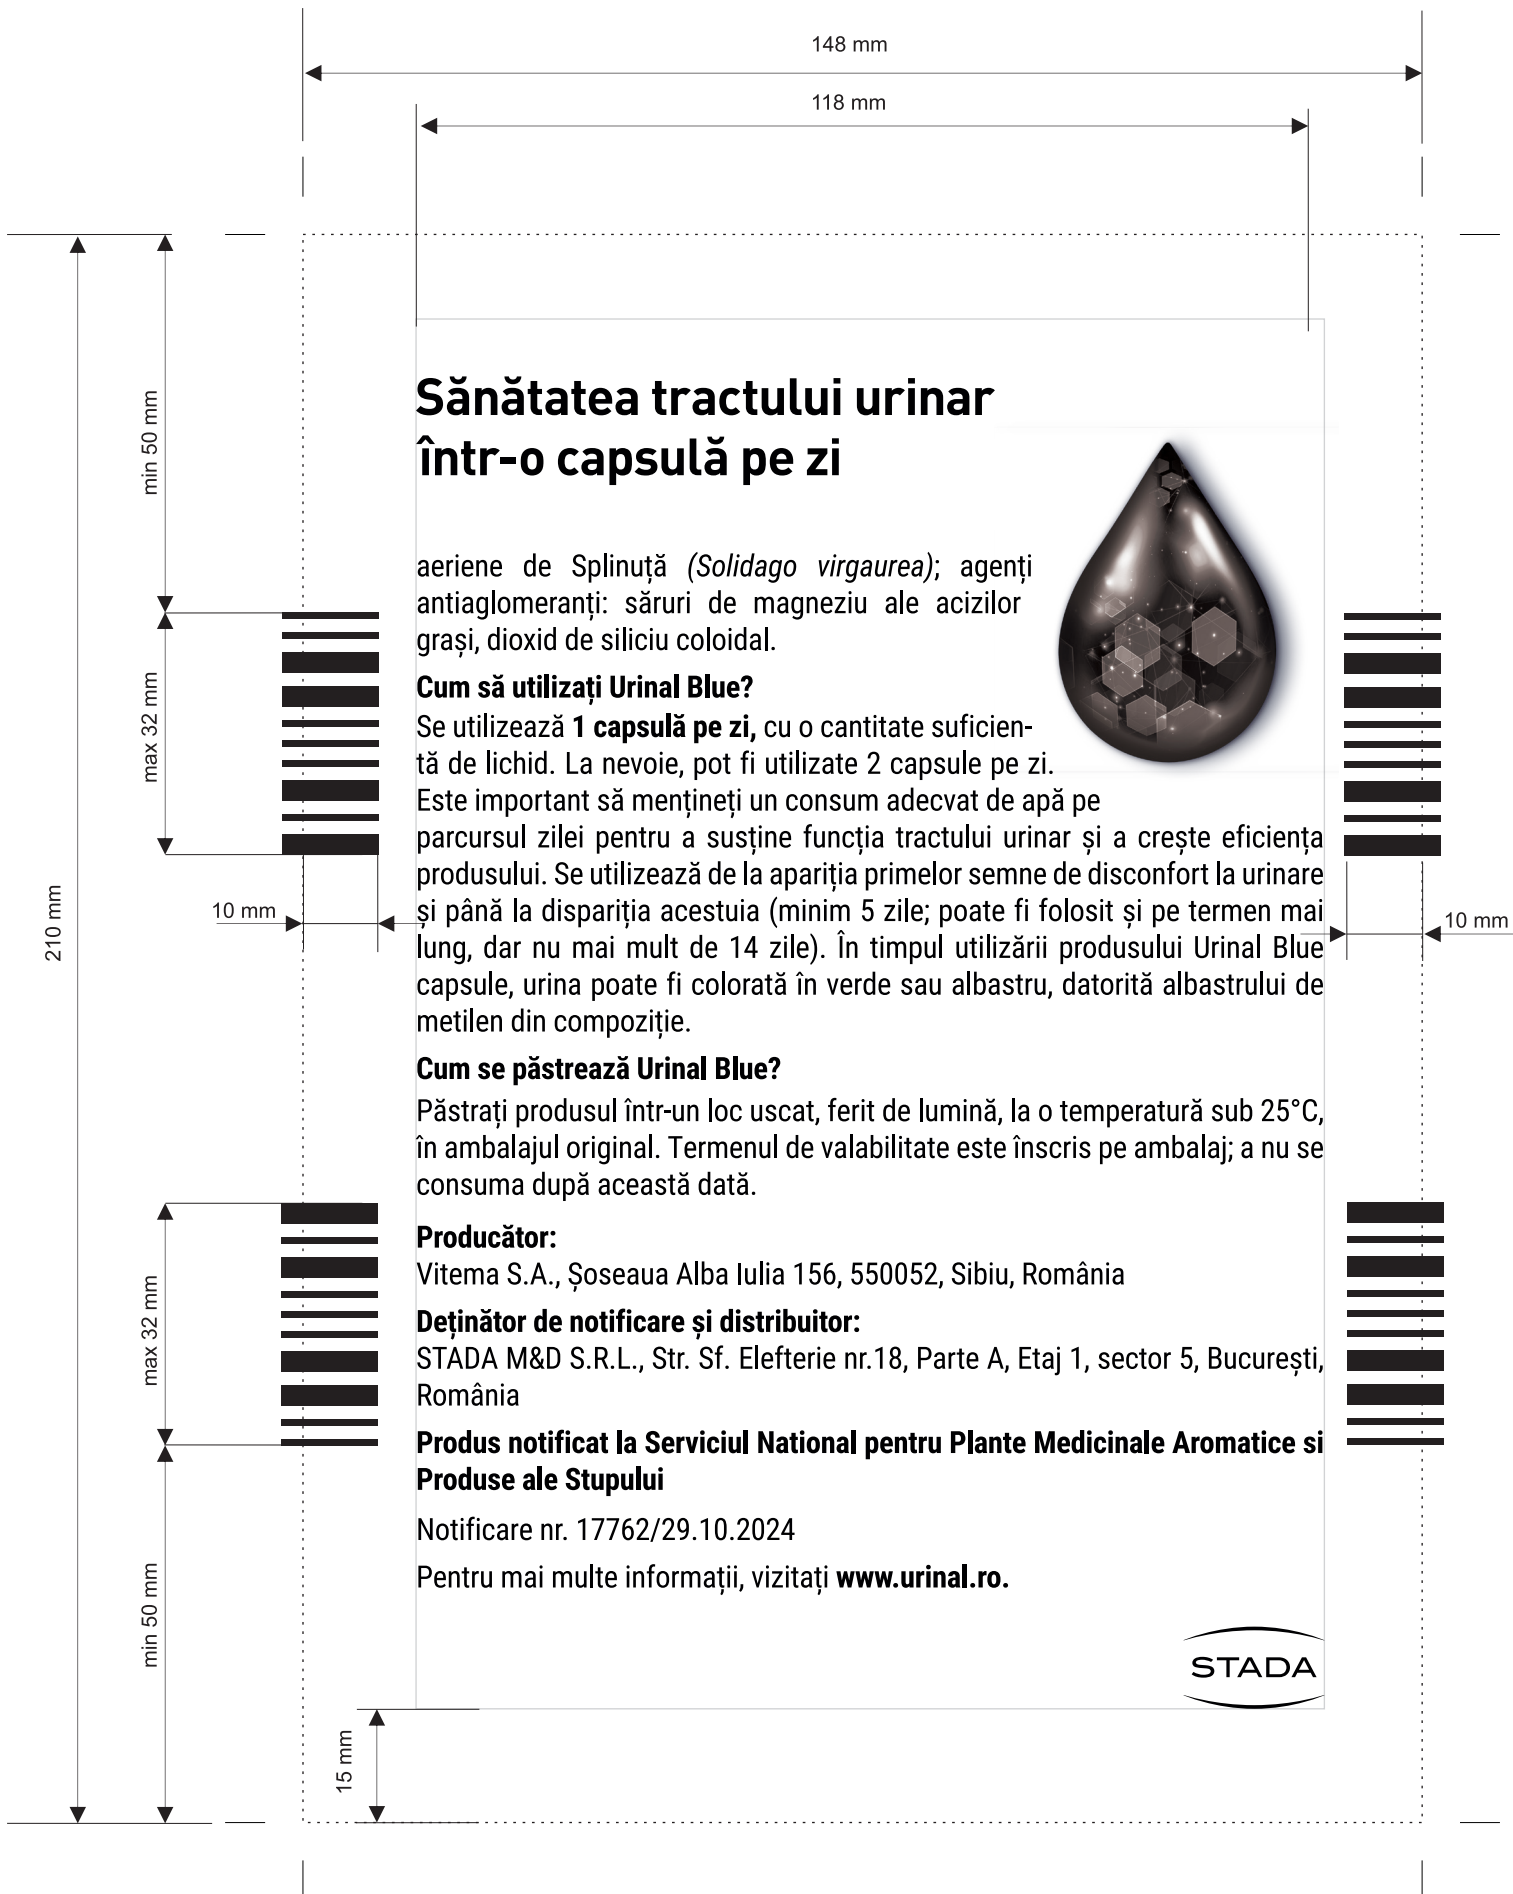 148 mm
118 mm
Sănătatea tractului urinar
într-o capsulă pe zi
min 50 mm
aeriene de Splinuță (Solidago virgaurea); agenți
antiaglomeranți: săruri de magneziu ale acizilor
grași, dioxid de siliciu coloidal.
Cum să utilizați Urinal Blue?
Se utilizează 1 capsulă pe zi, cu o cantitate suficien-
tă de lichid. La nevoie, pot fi utilizate 2 capsule pe zi.
Este important să mențineți un consum adecvat de apă pe
parcursul zilei pentru a susține funcția tractului urinar și a crește eficiența
produsului. Se utilizează de la apariția primelor semne de disconfort la urinare
și până la dispariția acestuia (minim 5 zile; poate fi folosit și pe termen mai
lung, dar nu mai mult de 14 zile). În timpul utilizării produsului Urinal Blue
capsule, urina poate fi colorată în verde sau albastru, datorită albastrului de
metilen din compoziție.
max 32 mm
10 mm
10 mm
210 mm
Cum se păstrează Urinal Blue?
Păstrați produsul într-un loc uscat, ferit de lumină, la o temperatură sub 25°C,
în ambalajul original. Termenul de valabilitate este înscris pe ambalaj; a nu se
consuma după această dată.
Producător:
Vitema S.A., Șoseaua Alba Iulia 156, 550052, Sibiu, România
Deținător de notificare și distribuitor:
STADA M&D S.R.L., Str. Sf. Elefterie nr.18, Parte A, Etaj 1, sector 5, București,
România
max 32 mm
Produs notificat la Serviciul National pentru Plante Medicinale Aromatice si
Produse ale Stupului
Notificare nr. 17762/29.10.2024
Pentru mai multe informații, vizitați www.urinal.ro.
min 50 mm
STADA
15 mm